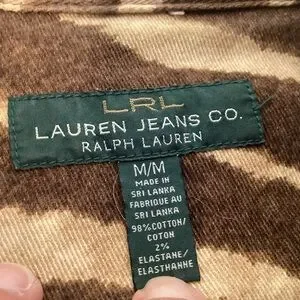 LRL
LAUREN JEANS CO.
RALPH LAUREN
M/M
MADE IN
SRI LANKA
FABRIQUE AU
SRI LANKA
98% COTTON/
COTON
2%
ELASTANE/
ELASTHANNE